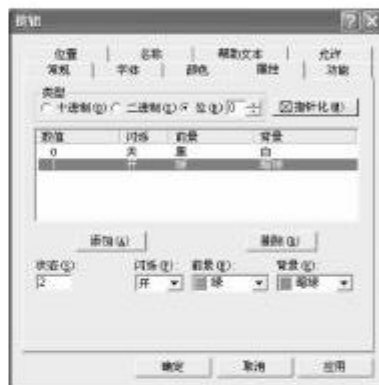 按钮
位置 名称 帮助文本 允许
常规 字体 颜色 属性 功能
类型
十进制(D) 二进制(B) 位(I) 0 指针化(N)
数值 闪烁 前景 背景
0 关 黑 白
开 绿 暗绿
添加(A) 删除(R)
状态(S): 闪烁(F): 前景(F): 背景(K):
2 开 绿 暗绿
确定 取消 应用